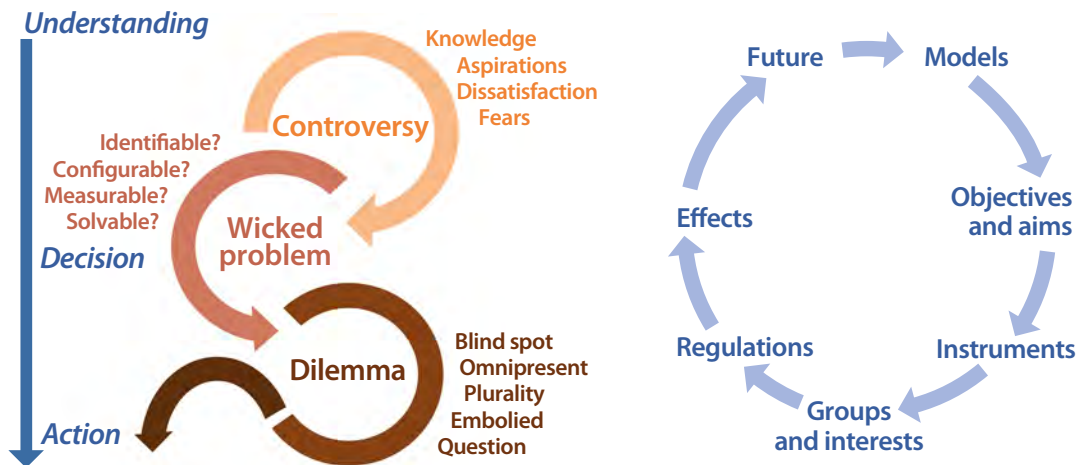 Understanding
Knowledge
Aspirations
Dissatisfaction
Fears
Controversy
Identifiable?
Configurable?
Measurable?
Solvable?
Wicked
problem
Decision
Dilemma
Blind spot
Omnipresent
Plurality
Embolied
Question
Action
Future
Models
Objectives
and aims
Instruments
Groups
and interests
Regulations
Effects